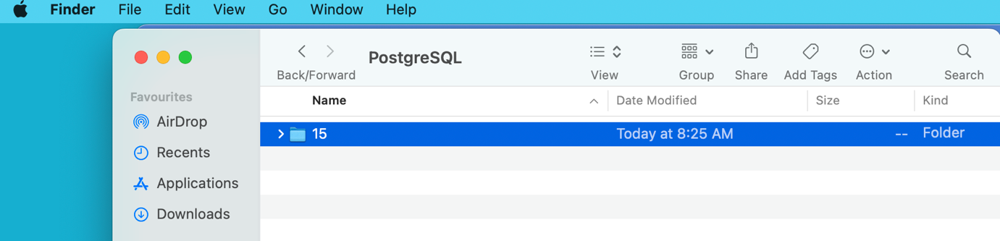 Finder File Edit View Go Window Help
PostgreSQL
Back/Forward View Group Share Add Tags Action Search
Favourites
AirDrop
Recents
Applications
Downloads
Name Date Modified Size Kind
15 Today at 8:25 AM -- Folder